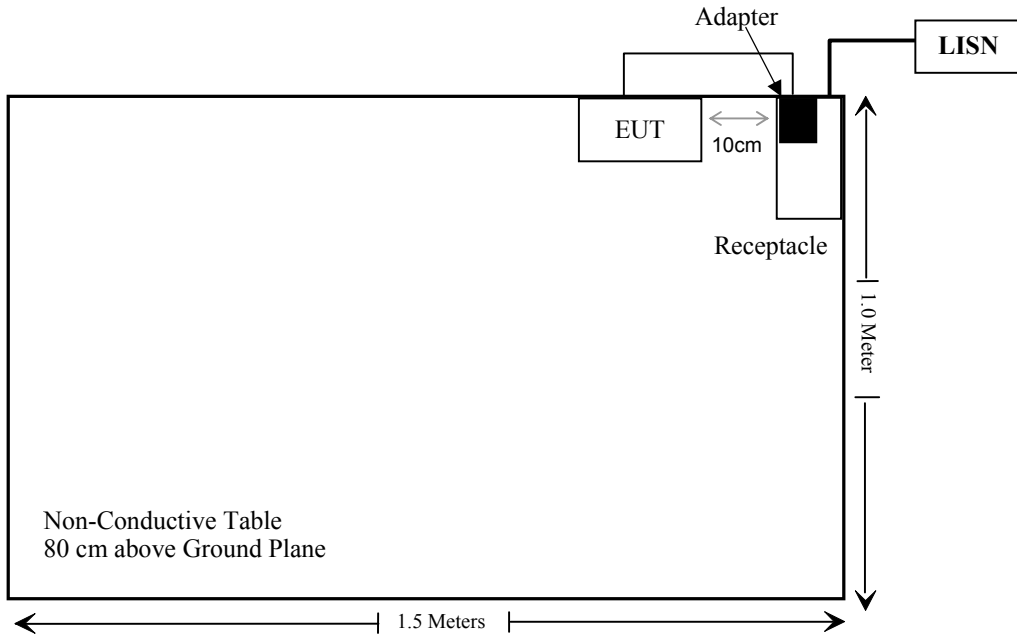 Adapter
LISN
EUT
10cm
Receptacle
1.0 Meter
Non-Conductive Table
80 cm above Ground Plane
1.5 Meters